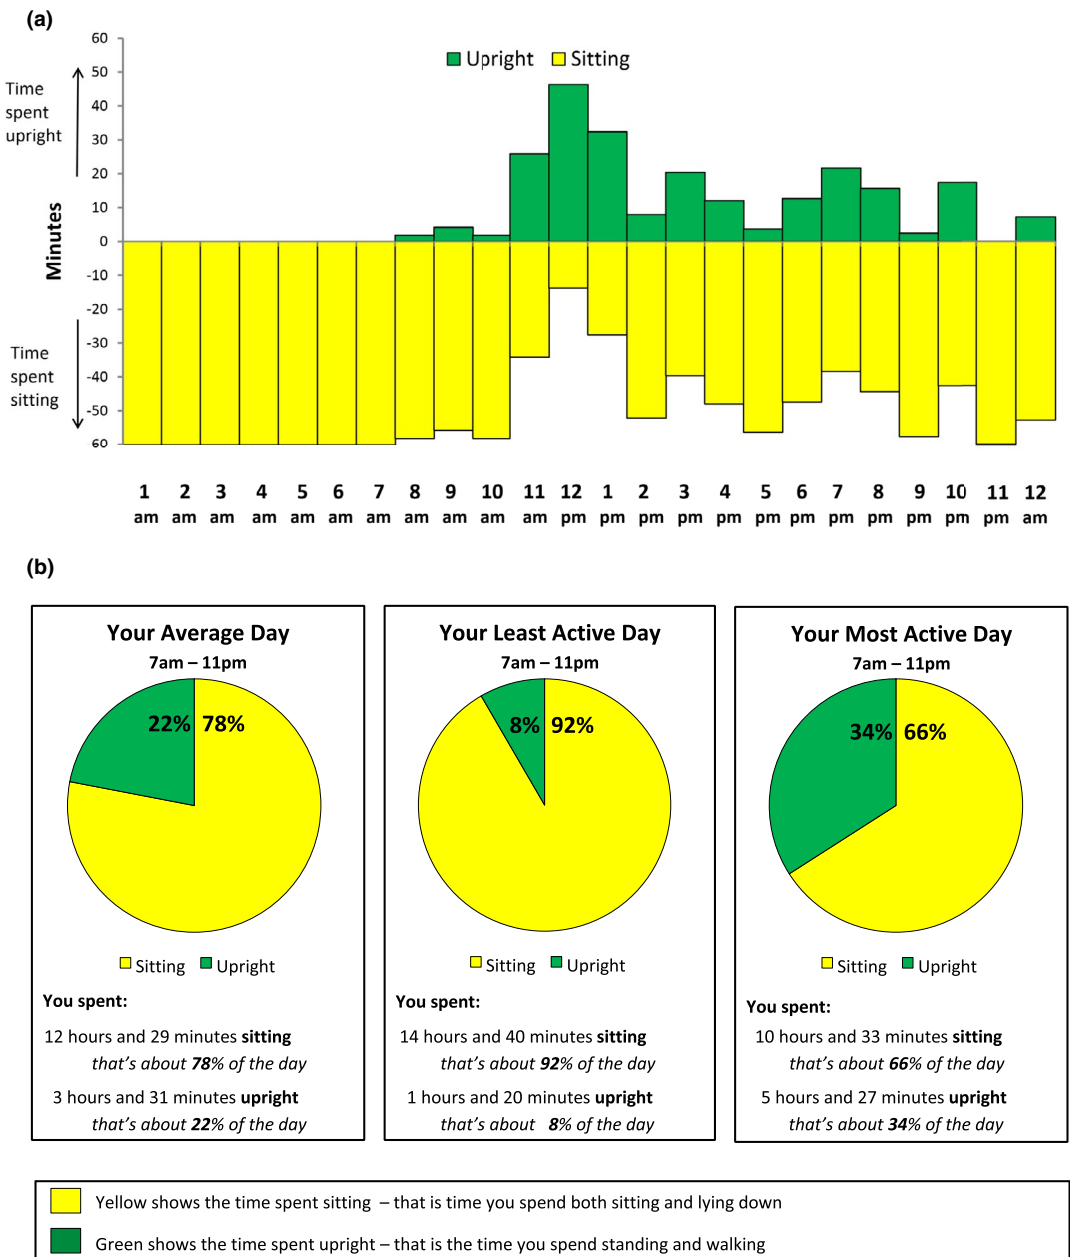 (a)
60
Upright Sitting
50
Time
spent
upright
40
30
20
10
0
Minutes
-10
-20
-30
Time
spent
sitting
-40
-50
60
1 2 3 4 5 6 7 8 9 10 11 12 1 2 3 4 5 6 7 8 9 10 11 12
am am am am am am am am am am am pm pm pm pm pm pm pm pm pm pm pm pm am
(b)
Your Average Day
7am – 11pm
22% 78%
Sitting Upright
You spent:
12 hours and 29 minutes sitting
that's about 78% of the day
3 hours and 31 minutes upright
that's about 22% of the day
Your Least Active Day
7am – 11pm
8% 92%
Sitting Upright
You spent:
14 hours and 40 minutes sitting
that's about 92% of the day
1 hours and 20 minutes upright
that's about 8% of the day
Your Most Active Day
7am – 11pm
34% 66%
Sitting Upright
You spent:
10 hours and 33 minutes sitting
that's about 66% of the day
5 hours and 27 minutes upright
that's about 34% of the day
Yellow shows the time spent sitting – that is time you spend both sitting and lying down
Green shows the time spent upright – that is the time you spend standing and walking